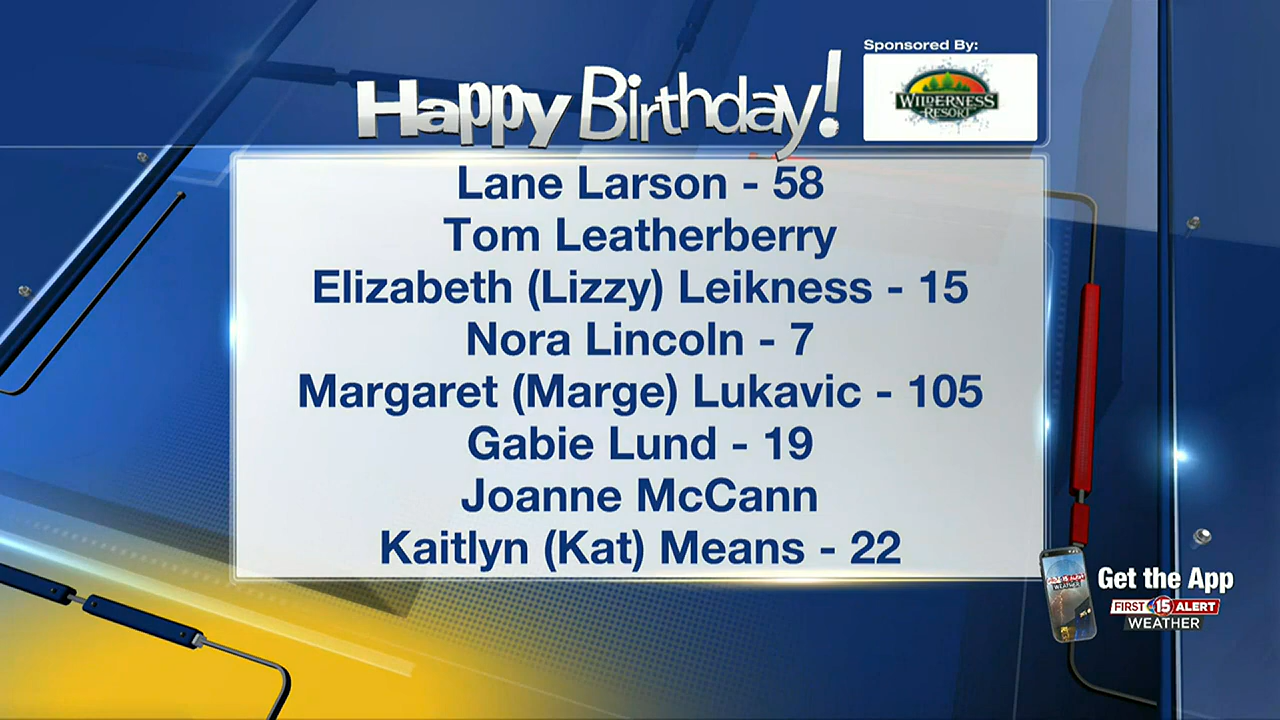 Sponsored By:
Happy Birthday!
WILDERNESS
RESORT
Lane Larson - 58
Tom Leatherberry
Elizabeth (Lizzy) Leikness - 15
Nora Lincoln - 7
Margaret (Marge) Lukavic - 105
Gabie Lund - 19
Joanne McCann
Kaitlyn (Kat) Means - 22
Get the App
FIRST 15 ALERT
WEATHER